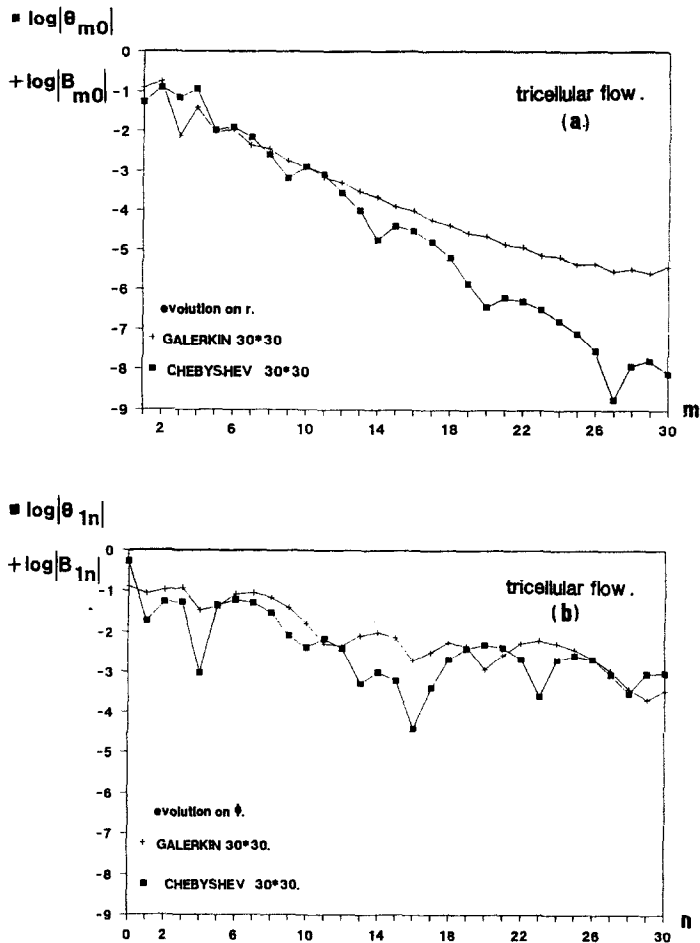 ■ log|θm0|
+ log|Bm0|
0
-1
-2
-3
-4
-5
-6
-7
-8
-9
tricellular flow.
(a.)
evolution on r.
+ GALERKIN 30*30
■ CHEBYSHEV 30*30
2 6 10 14 18 22 26 30 m
■ log|θ1n|
+ log|B1n|
0
-1
-2
-3
-4
-5
-6
-7
-8
-9
tricellular flow.
(b)
evolution on ϕ.
+ GALERKIN 30*30.
■ CHEBYSHEV 30*30.
0 2 6 10 14 18 22 26 30 n